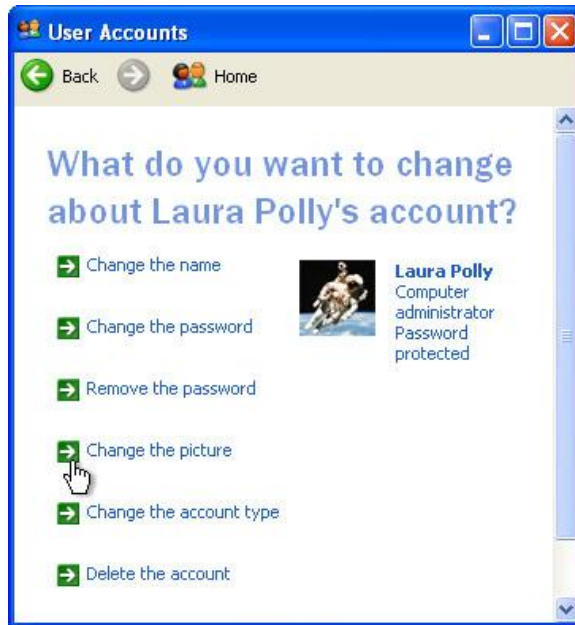 User Accounts
Back Home
What do you want to change
about Laura Polly's account?
Change the name
Change the password
Remove the password
Change the picture
Change the account type
Delete the account
Laura Polly
Computer
administrator
Password
protected